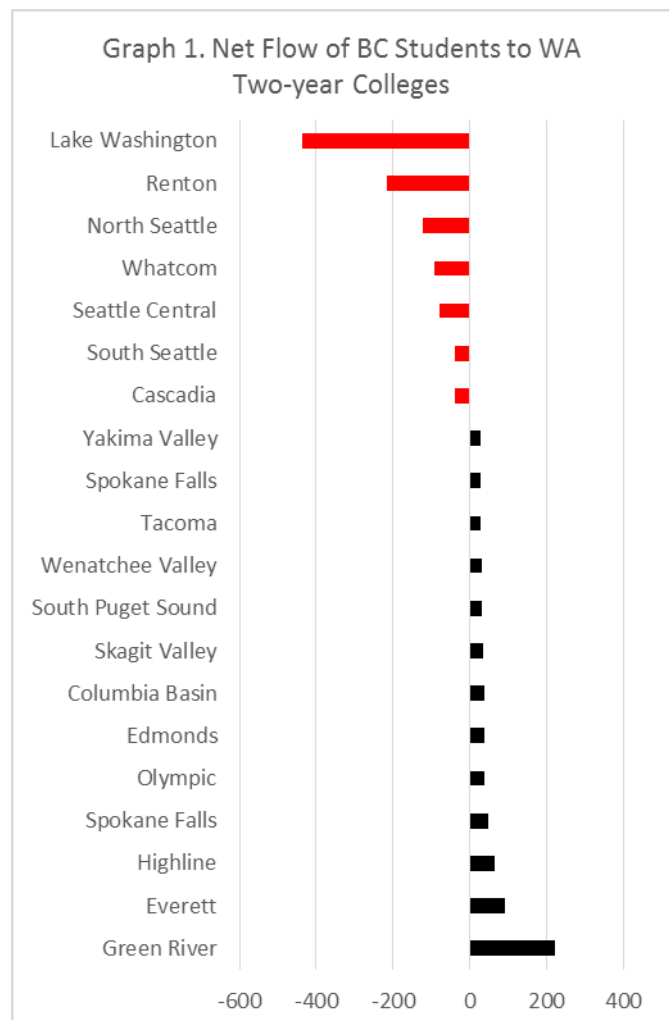 Graph 1. Net Flow of BC Students to WA
Two-year Colleges
Lake Washington
Renton
North Seattle
Whatcom
Seattle Central
South Seattle
Cascadia
Yakima Valley
Spokane Falls
Tacoma
Wenatchee Valley
South Puget Sound
Skagit Valley
Columbia Basin
Edmonds
Olympic
Spokane Falls
Highline
Everett
Green River
-600 -400 -200 0 200 400